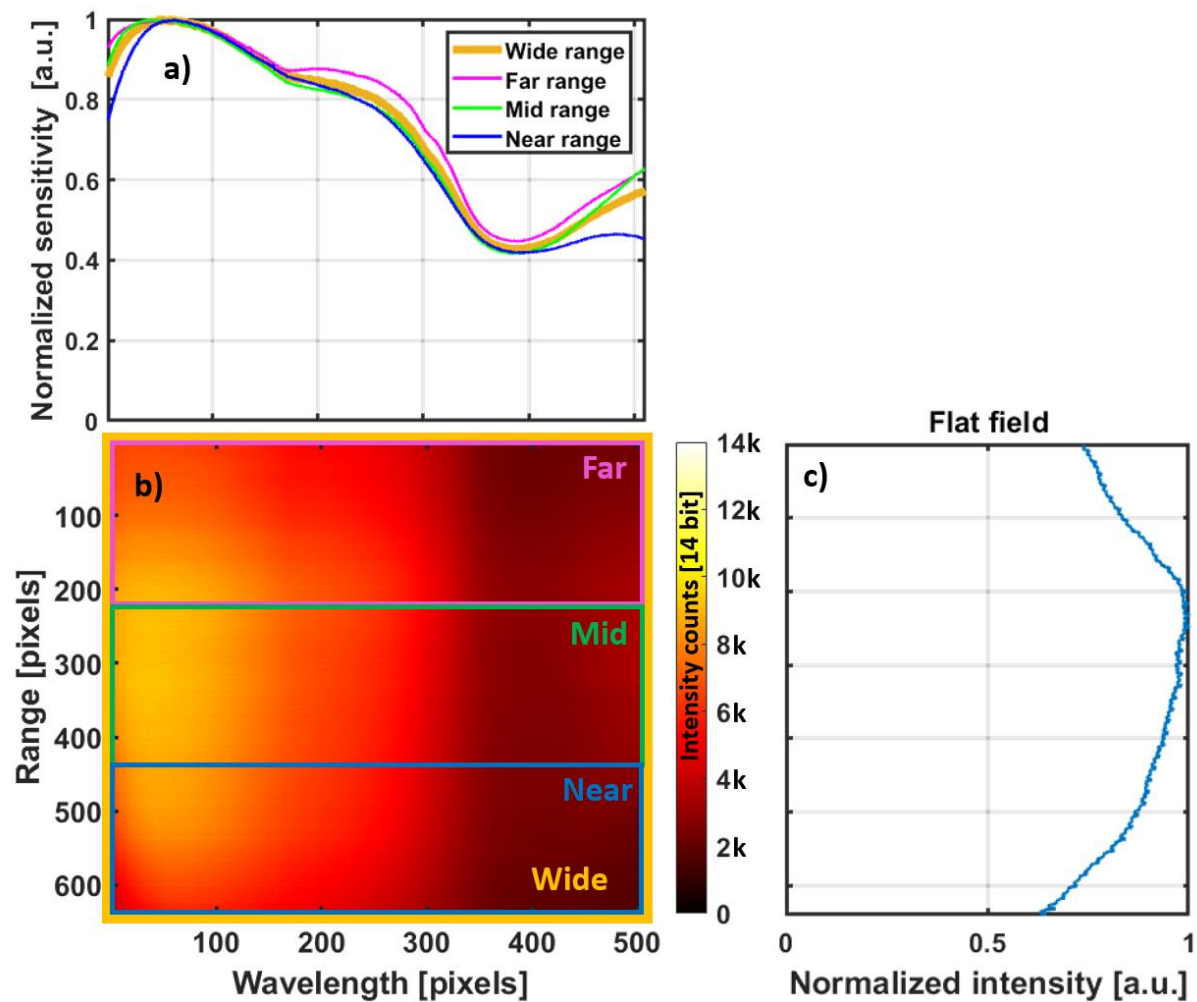 1
0.8
0.6
0.4
0.2
0
Normalized sensitivity [a.u.]
a)
Wide range
Far range
Mid range
Near range
b)
Far
Mid
Near
Wide
100
200
300
400
500
600
Range [pixels]
100
200
300
400
500
Wavelength [pixels]
14k
12k
10k
8k
6k
4k
2k
0
Intensity counts [14 bit]
Flat field
c)
0
0.5
1
Normalized intensity [a.u.]